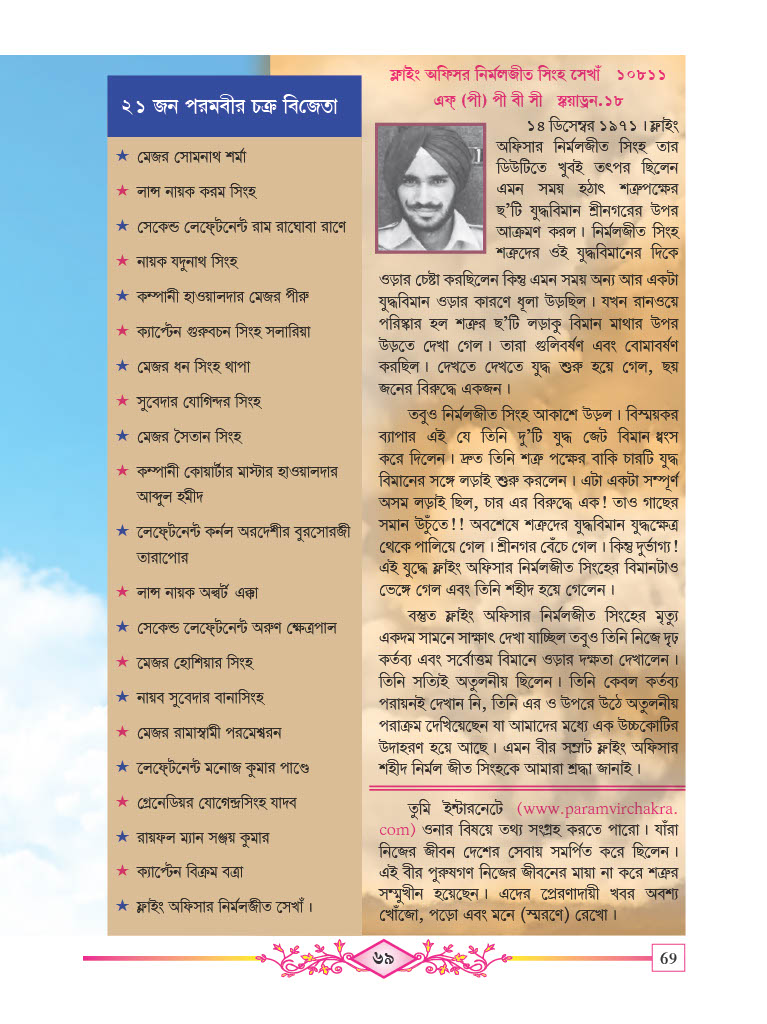 ২১ জন পরমবীর চক্র বিজেতা
★ মেজর সোমনাথ শর্মা
★ লান্স নায়ক করম সিংহ
★ সেকেন্ড লেফ্টনেন্ট রাম রাঘোবা রাণে
★ নায়ক যদুনাথ সিংহ
★ কম্পানী হাওয়ালদার মেজর পীরু
★ ক্যাপ্টেন গুরুবচন সিংহ সলারিয়া
★ মেজর ধন সিংহ থাপা
★ সুবেদার যোগিন্দর সিংহ
★ মেজর সৈতান সিংহ
★ কম্পানী কোয়ার্টার মাস্টার হাওয়ালদার
আব্দুল হমীদ
★ লেফ্টনেন্ট কর্নল অরদেশীর বুরসোরজী
তারাপোর
★ লান্স নায়ক অল্বর্ট এক্কা
★ সেকেন্ড লেফ্টনেন্ট অরুণ ক্ষেত্রপাল
★ মেজর হোশিয়ার সিংহ
★ নায়ব সুবেদার বানাসিংহ
★ মেজর রামাস্বামী পরমেশ্বরন
★ লেফ্টনেন্ট মনোজ কুমার পাণ্ডে
★ গ্রেনেডিয়র যোগেন্দ্রসিংহ যাদব
★ রায়ফল ম্যান সঞ্জয় কুমার
★ ক্যাপ্টেন বিক্রম বত্রা
★ ফ্লাইং অফিসার নির্মলজীত সেখোঁ।
ফ্লাইং অফিসর নির্মলজীত সিংহ সেখাঁ ১০৮১১
এফ্ (পী) পী বী সী স্কয়াড্রন.১৮
১৪ ডিসেম্বর ১৯৭১। ফ্লাইং
অফিসার নির্মলজীত সিংহ তার
ডিউটিতে খুবই তৎপর ছিলেন
এমন সময় হঠাৎ শত্রুপক্ষের
ছ'টি যুদ্ধবিমান শ্রীনগরের উপর
আক্রমণ করল। নির্মলজীত সিংহ
শত্রুদের ওই যুদ্ধবিমানের দিকে
ওড়ার চেষ্টা করছিলেন কিন্তু এমন সময় অন্য আর একটা
যুদ্ধবিমান ওড়ার কারণে ধূলা উড়ছিল। যখন রানওয়ে
পরিষ্কার হল শত্রুর ছ'টি লড়াকু বিমান মাথার উপর
উড়তে দেখা গেল। তারা গুলিবর্ষণ এবং বোমাবর্ষণ
করছিল। দেখতে দেখতে যুদ্ধ শুরু হয়ে গেল, ছয়
জনের বিরুদ্ধে একজন।
তবুও নির্মলজীত সিংহ আকাশে উড়ল। বিস্ময়কর
ব্যাপার এই যে তিনি দু'টি যুদ্ধ জেট বিমান ধ্বংস
করে দিলেন। দ্রুত তিনি শত্রু পক্ষের বাকি চারটি যুদ্ধ
বিমানের সঙ্গে লড়াই শুরু করলেন। এটা একটা সম্পূর্ণ
অসম লড়াই ছিল, চার এর বিরুদ্ধে এক! তাও গাছের
সমান উচুঁতে!! অবশেষে শত্রুদের যুদ্ধবিমান যুদ্ধক্ষেত্র
থেকে পালিয়ে গেল। শ্রীনগর বেঁচে গেল। কিন্তু দুর্ভাগ্য!
এই যুদ্ধে ফ্লাইং অফিসার নির্মলজীত সিংহের বিমানটাও
ভেঙ্গে গেল এবং তিনি শহীদ হয়ে গেলেন।
বস্তুত ফ্লাইং অফিসার নির্মলজীত সিংহের মৃত্যু
একদম সামনে সাক্ষাৎ দেখা যাচ্ছিল তবুও তিনি নিজে দৃঢ়
কর্তব্য এবং সর্বোত্তম বিমানে ওড়ার দক্ষতা দেখালেন।
তিনি সত্যিই অতুলনীয় ছিলেন। তিনি কেবল কর্তব্য
পরায়নই দেখান নি, তিনি এর ও উপরে উঠে অতুলনীয়
পরাক্রম দেখিয়েছেন যা আমাদের মধ্যে এক উচ্চকোটির
উদাহরণ হয়ে আছে। এমন বীর সম্রাট ফ্লাইং অফিসার
শহীদ নির্মল জীত সিংহকে আমারা শ্রদ্ধা জানাই।
তুমি ইন্টারনেটে (www.paramvirchakra.
com) ওনার বিষয়ে তথ্য সংগ্রহ করতে পারো। যাঁরা
নিজের জীবন দেশের সেবায় সমর্পিত করে ছিলেন।
এই বীর পুরুষগণ নিজের জীবনের মায়া না করে শত্রুর
সম্মুখীন হয়েছেন। এদের প্রেরণাদায়ী খবর অবশ্য
খোঁজো, পড়ো এবং মনে (স্মরণে) রেখো।
৬৯
69